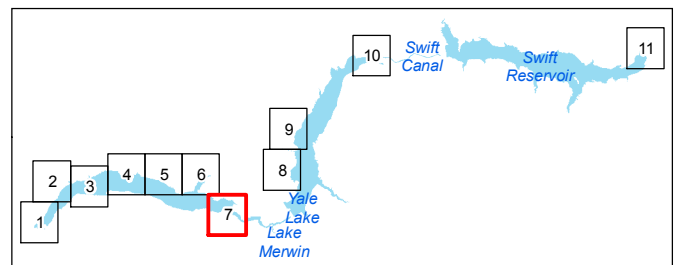 10
Swift
Canal
Swift
Reservoir
11
9
8
Yale
Lake
Lake
Merwin
1
2
3
4
5
6
7